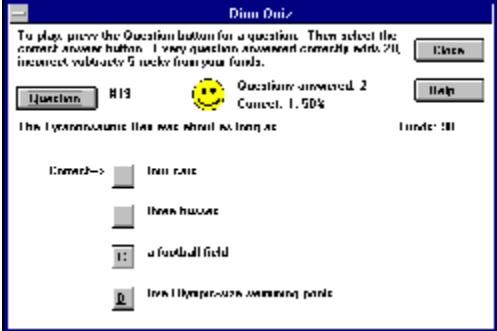 Dino Quiz
To play, press the Question button for a question. Then select the
correct answer button. Every question answered correctly adds 20,
incorrect subtracts 5 rocks from your funds.
Close
Question
#19
Questions answered: 2
Correct: 1, 50%
Help
The Tyrannosaurus Rex was about as long as
Funds: 90
Correct-->
four cars
three busses
C:
a football field
D
Olympic-size swimming pools